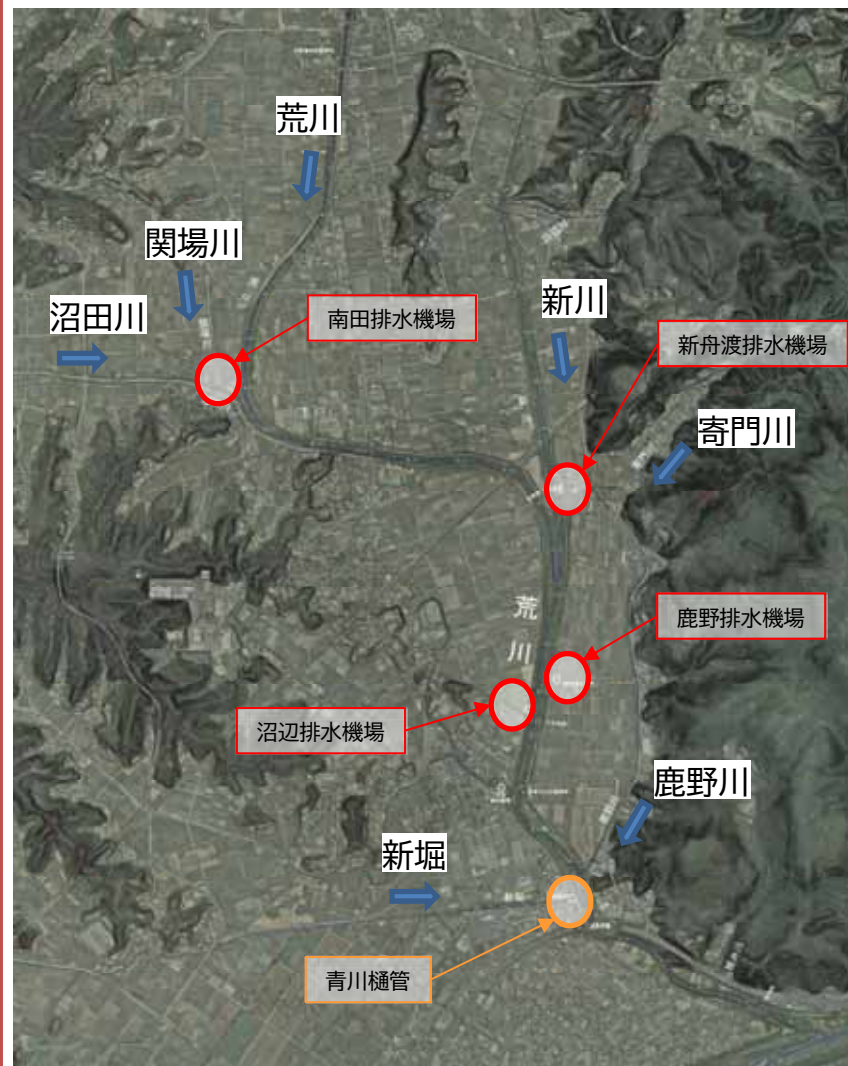 荒川
関場川
沼田川
南田排水機場
新川
新舟渡排水機場
寄門川
荒川
鹿野排水機場
沼辺排水機場
鹿野川
新堀
青川樋管